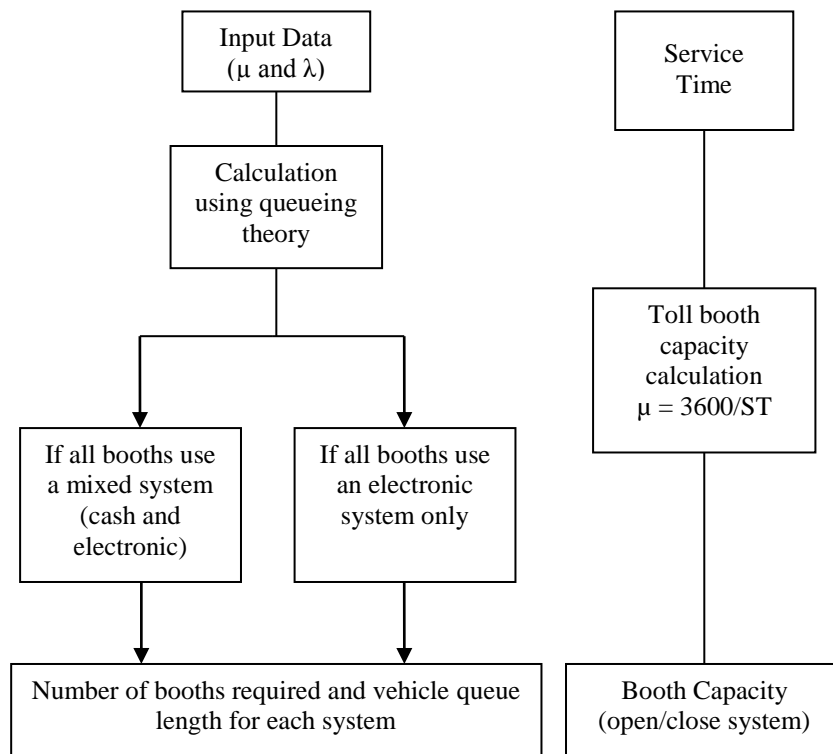 Input Data
(μ and λ)
Calculation
using queueing
theory
If all booths use
a mixed system
(cash and
electronic)
If all booths use
an electronic
system only
Number of booths required and vehicle queue
length for each system
Service
Time
Toll booth
capacity
calculation
μ = 3600/ST
Booth Capacity
(open/close system)